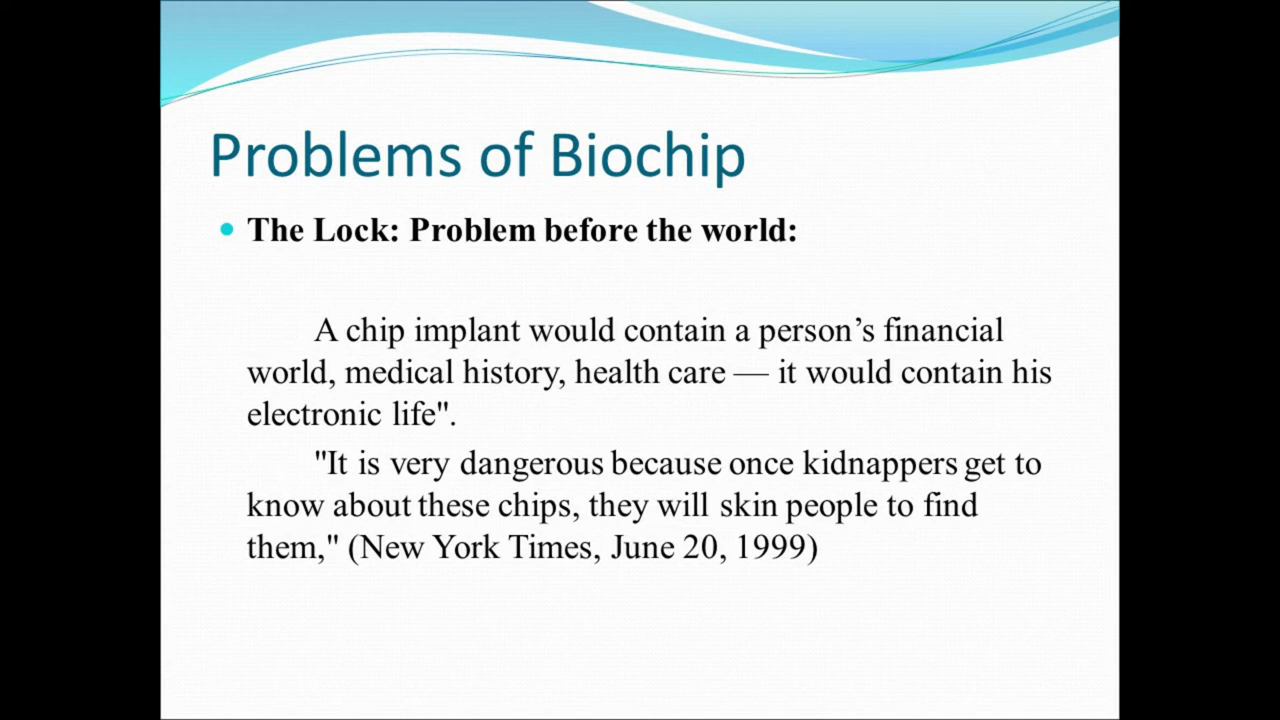 Problems of Biochip
The Lock: Problem before the world:
A chip implant would contain a person’s financial
world, medical history, health care — it would contain his
electronic life".
"It is very dangerous because once kidnappers get to
know about these chips, they will skin people to find
them," (New York Times, June 20, 1999)